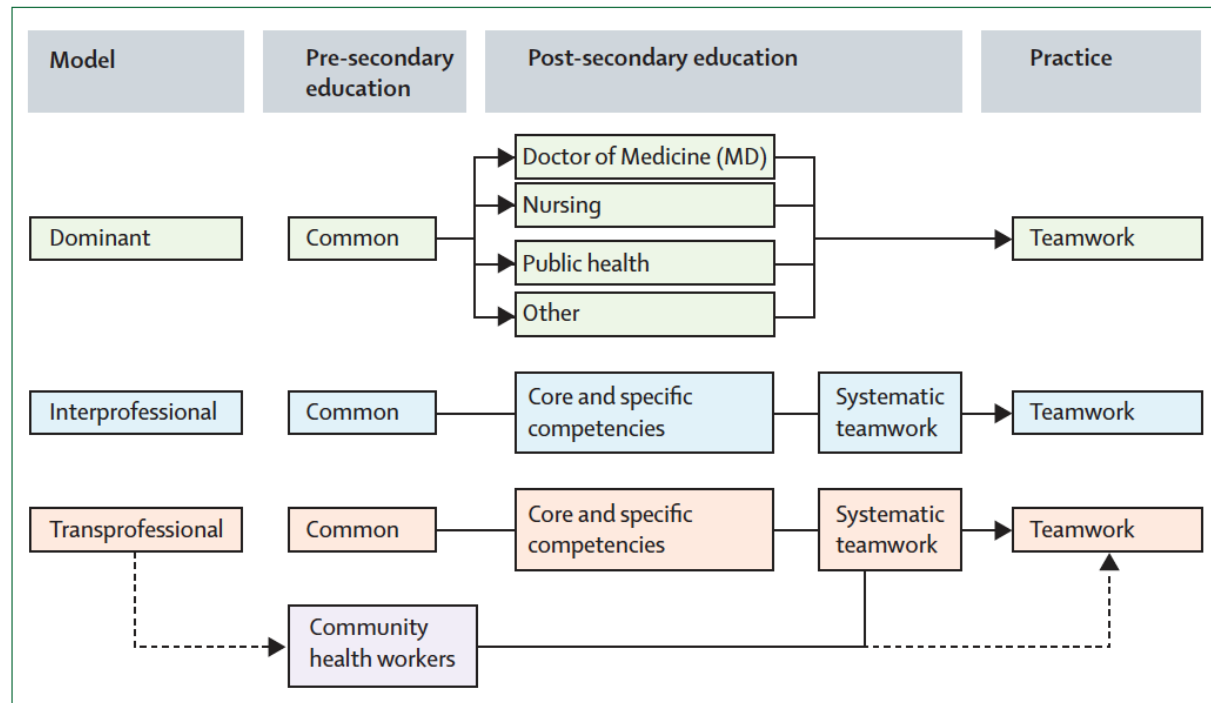 Model
Pre-secondary
education
Post-secondary education
Practice
Doctor of Medicine (MD)
Nursing
Dominant
Common
Public health
Other
Teamwork
Interprofessional
Common
Core and specific
competencies
Systematic
teamwork
Teamwork
Transprofessional
Common
Core and specific
competencies
Systematic
teamwork
Teamwork
Community
health workers